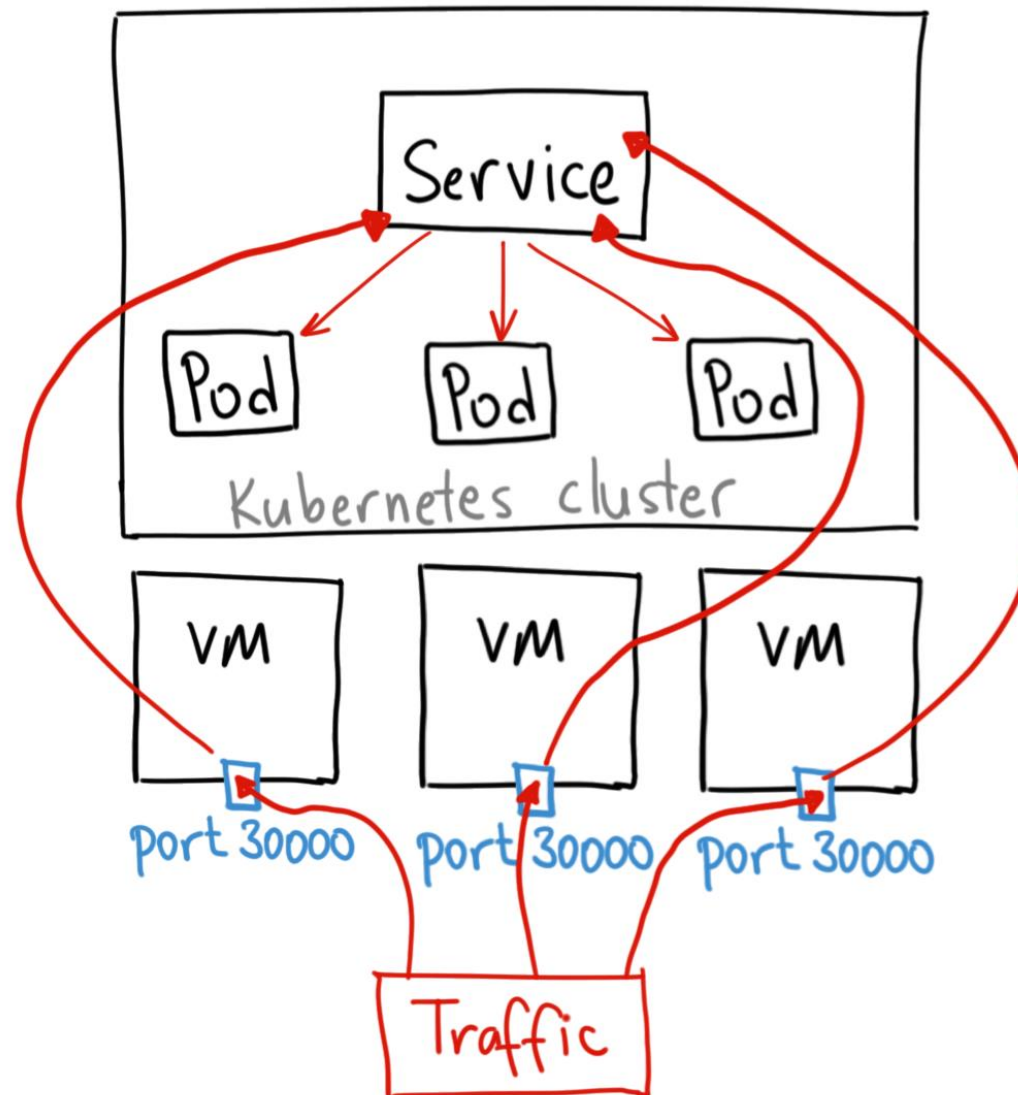 Service
Pod
Pod
Pod
Kubernetes cluster
VM
VM
VM
port 30000
port 30000
port 30000
Traffic